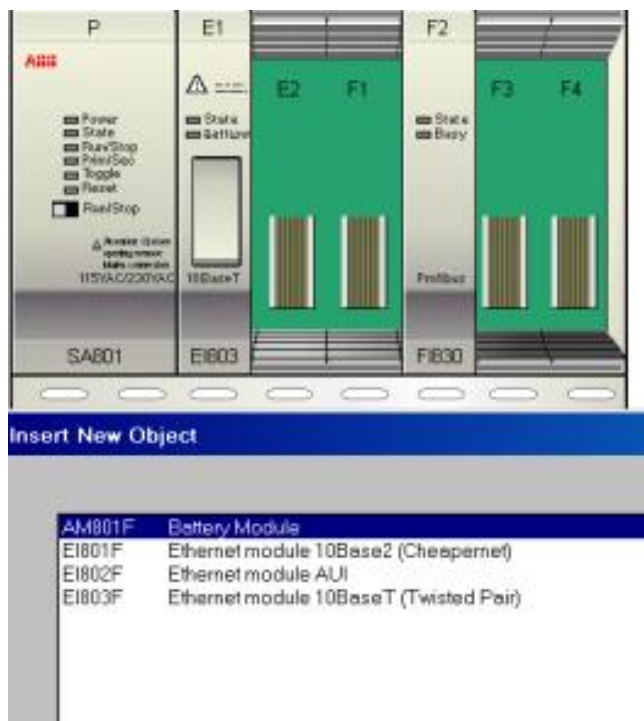 P
E1
F2
ABB
E2
F1
F3
F4
Power
State
Run/Stop
Prim/Sec
Toggle
Reset
Run/Stop
State
State
Busy
115VAC/230VAC
10BaseT
Profibus
SA801
EI803
FI830
Insert New Object
AM801F Battery Module
EI801F Ethernet module 10Base2 (Cheapernet)
EI802F Ethernet module AUI
EI803F Ethernet module 10BaseT (Twisted Pair)